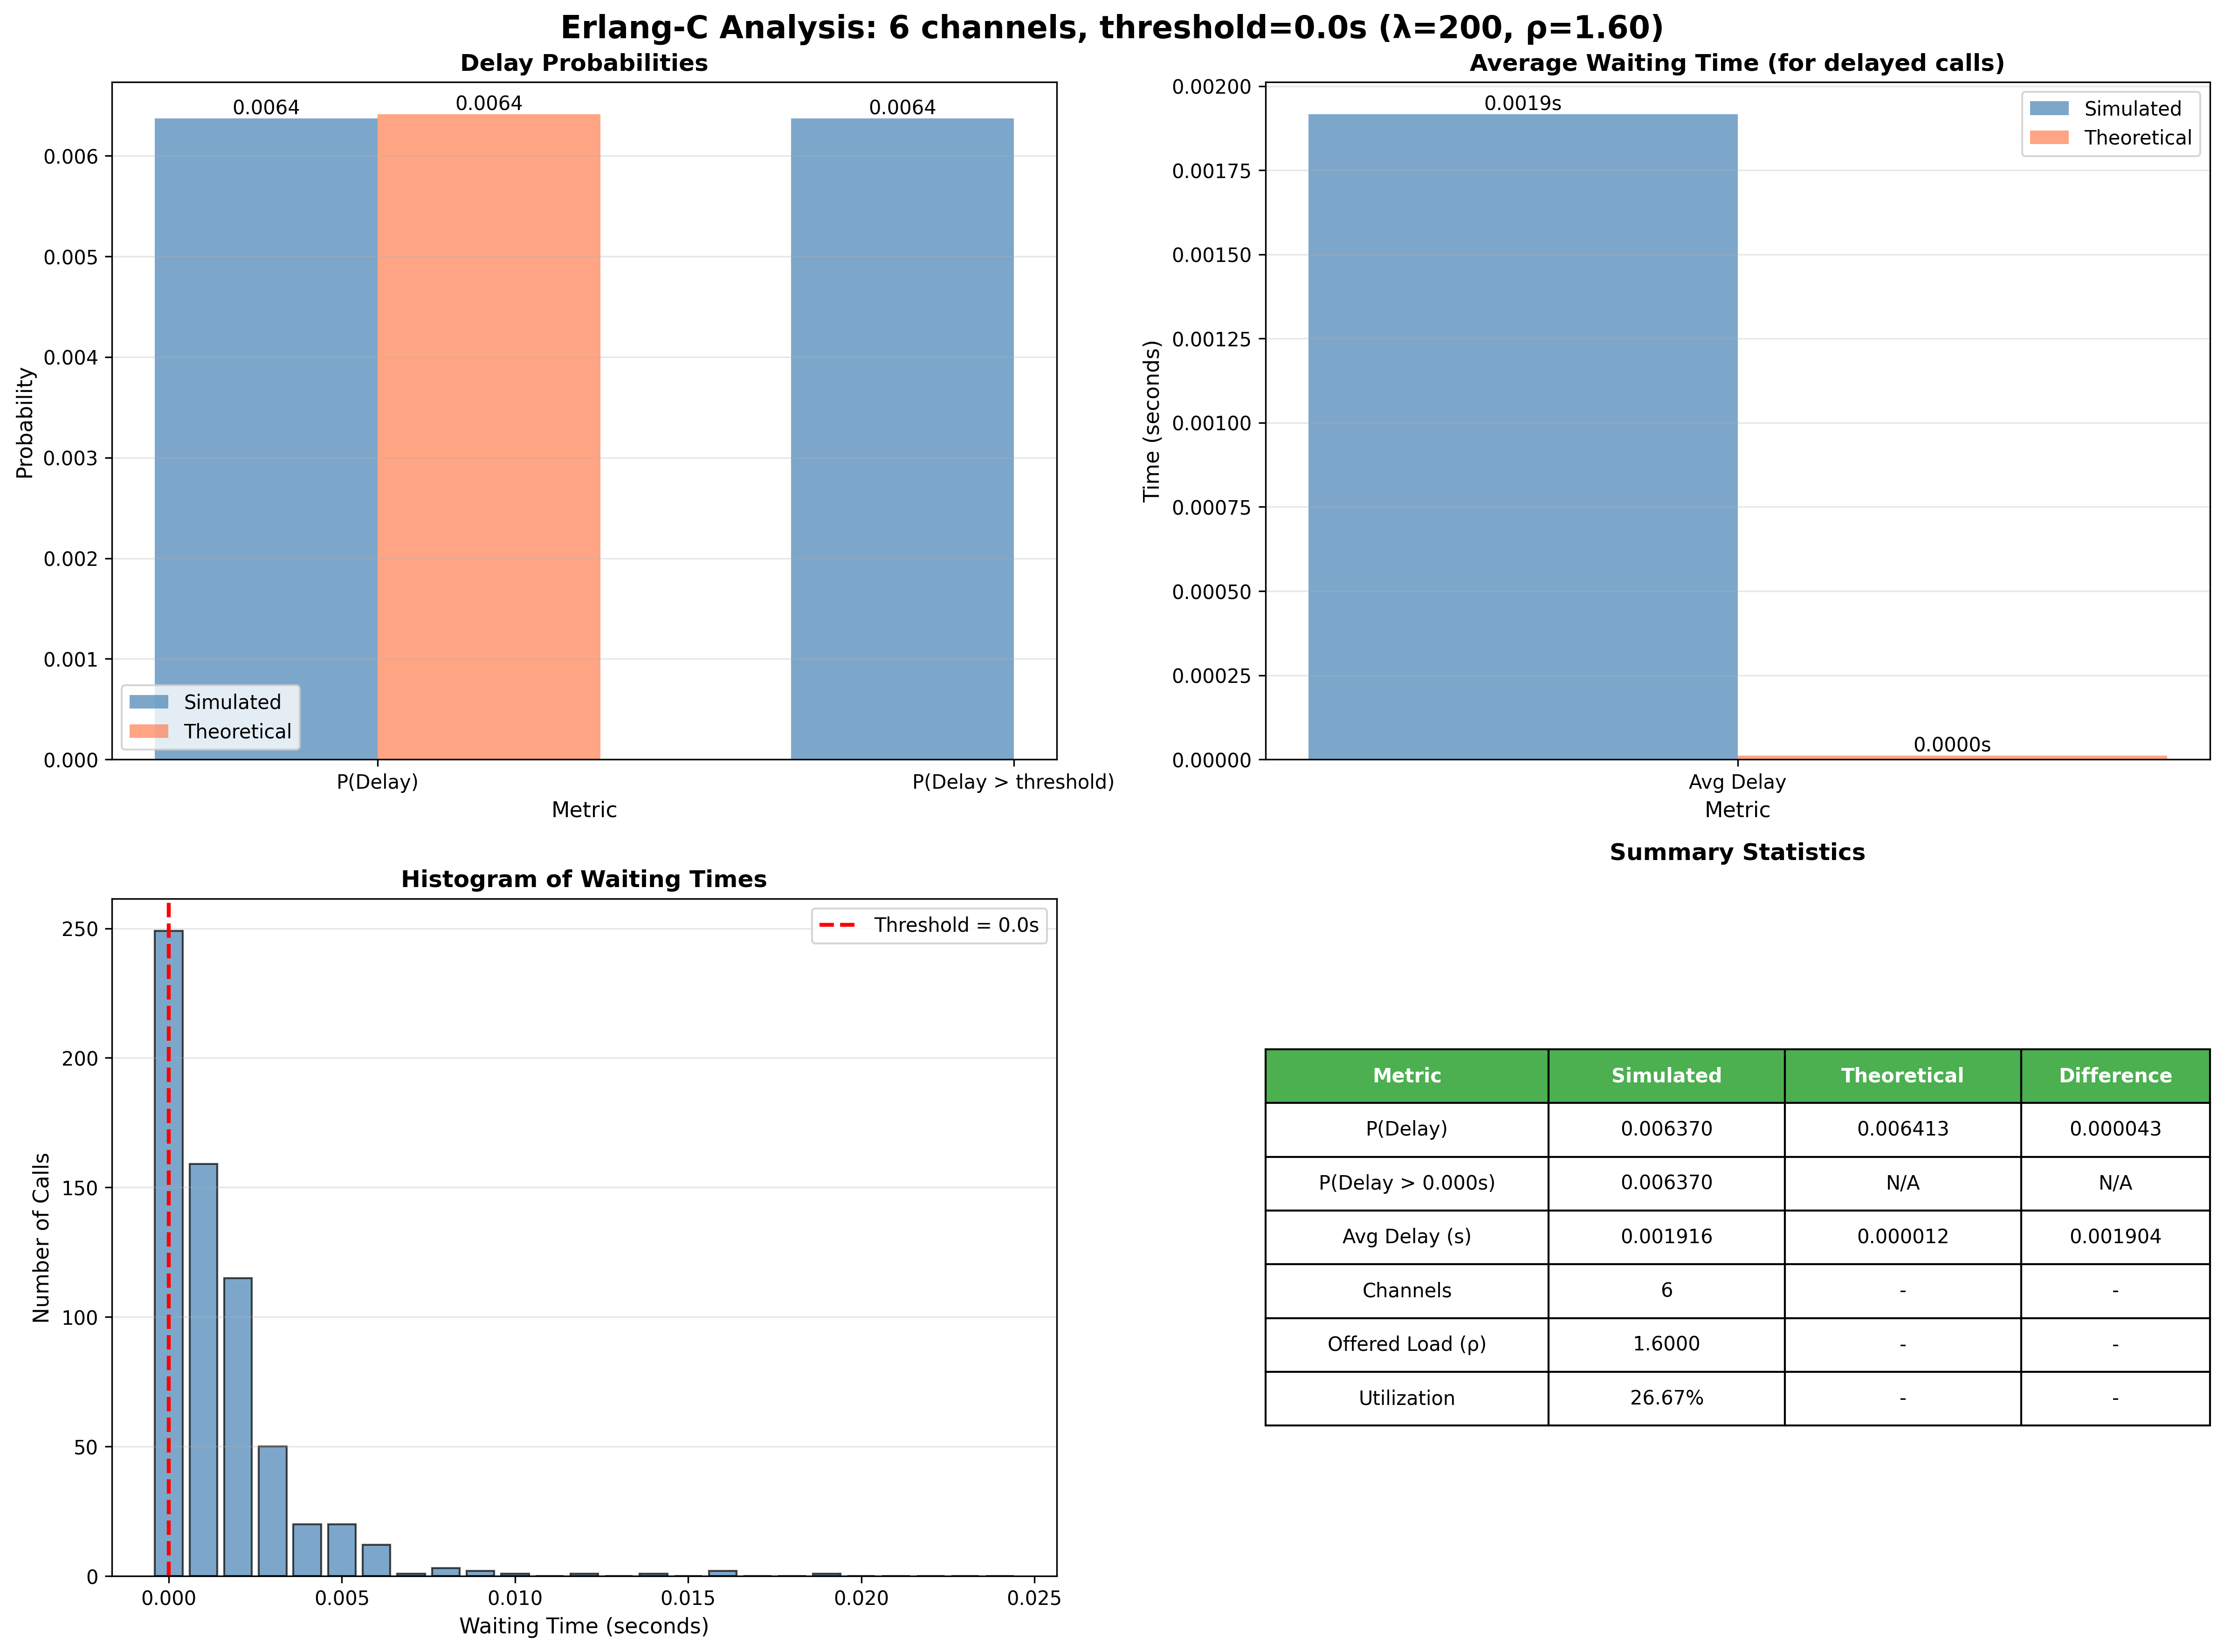 Erlang-C Analysis: 6 channels, threshold=0.0s (λ=200, ρ=1.60)
Delay Probabilities
0.0064
0.0064
0.0064
0.006
0.005
0.004
0.003
0.002
0.001
0.000
Probability
Simulated
Theoretical
P(Delay)
P(Delay > threshold)
Metric
Average Waiting Time (for delayed calls)
0.0019s
0.0000s
Simulated
Theoretical
0.00200
0.00175
0.00150
0.00125
0.00100
0.00075
0.00050
0.00025
0.00000
Time (seconds)
Avg Delay
Metric
Histogram of Waiting Times
Threshold = 0.0s
250
200
150
100
50
0
Number of Calls
0.000 0.005 0.010 0.015 0.020 0.025
Waiting Time (seconds)
Summary Statistics
Metric Simulated Theoretical Difference
P(Delay) 0.006370 0.006413 0.000043
P(Delay > 0.000s) 0.006370 N/A N/A
Avg Delay (s) 0.001916 0.000012 0.001904
Channels 6 - -
Offered Load (ρ) 1.6000 - -
Utilization 26.67% - -